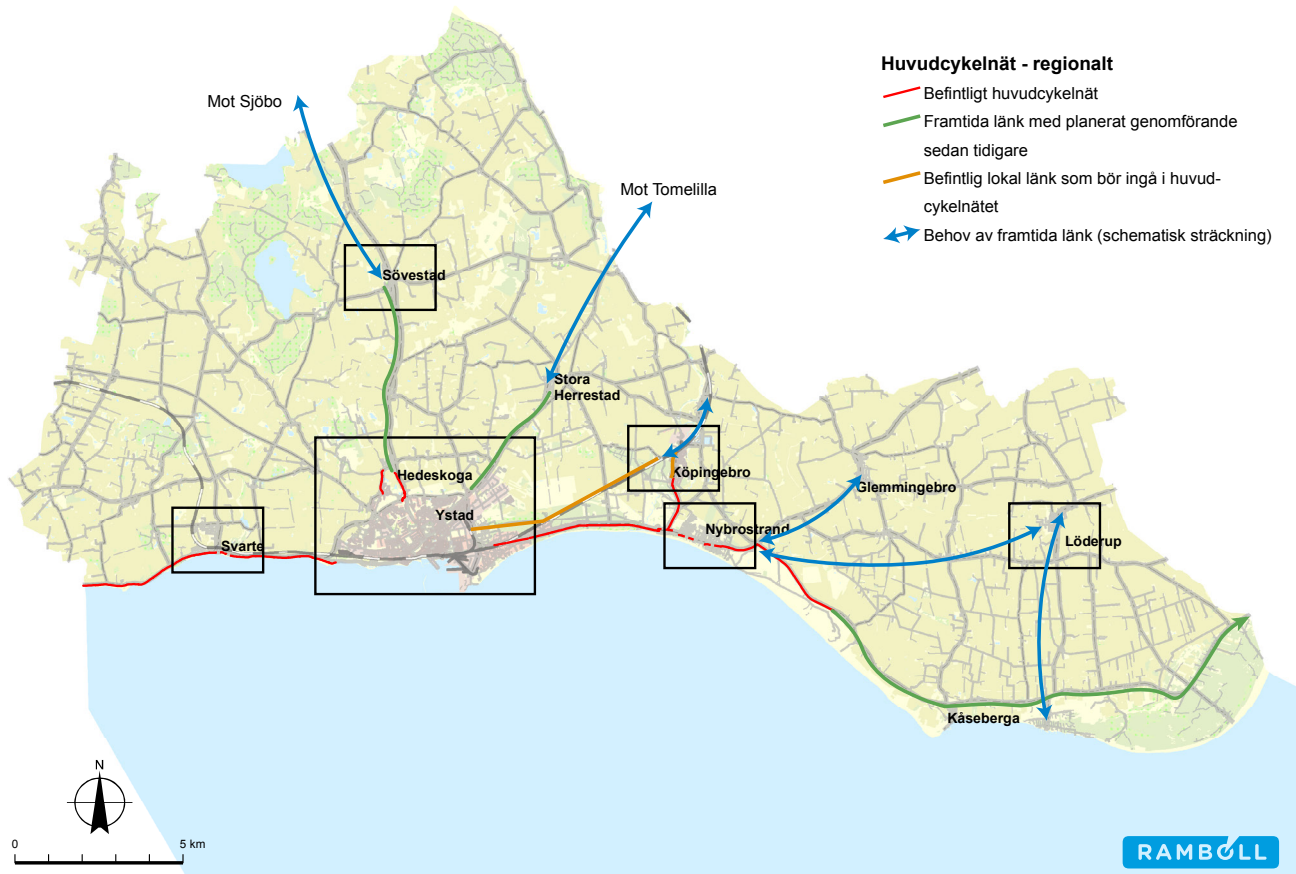 Huvudcykelnät - regionalt
Befintligt huvudcykelnät
Framtida länk med planerat genomförande
sedan tidigare
Befintlig lokal länk som bör ingå i huvud-
cykelnätet
Behov av framtida länk (schematisk sträckning)
Mot Sjöbo
Mot Tomelilla
Sövestad
Stora
Herrestad
Hedeskoga
Köpingebro
Glemmingebro
Ystad
Nybrostrand
Svarte
Löderup
Kåseberga
N
0
5 km
RAMBOLL